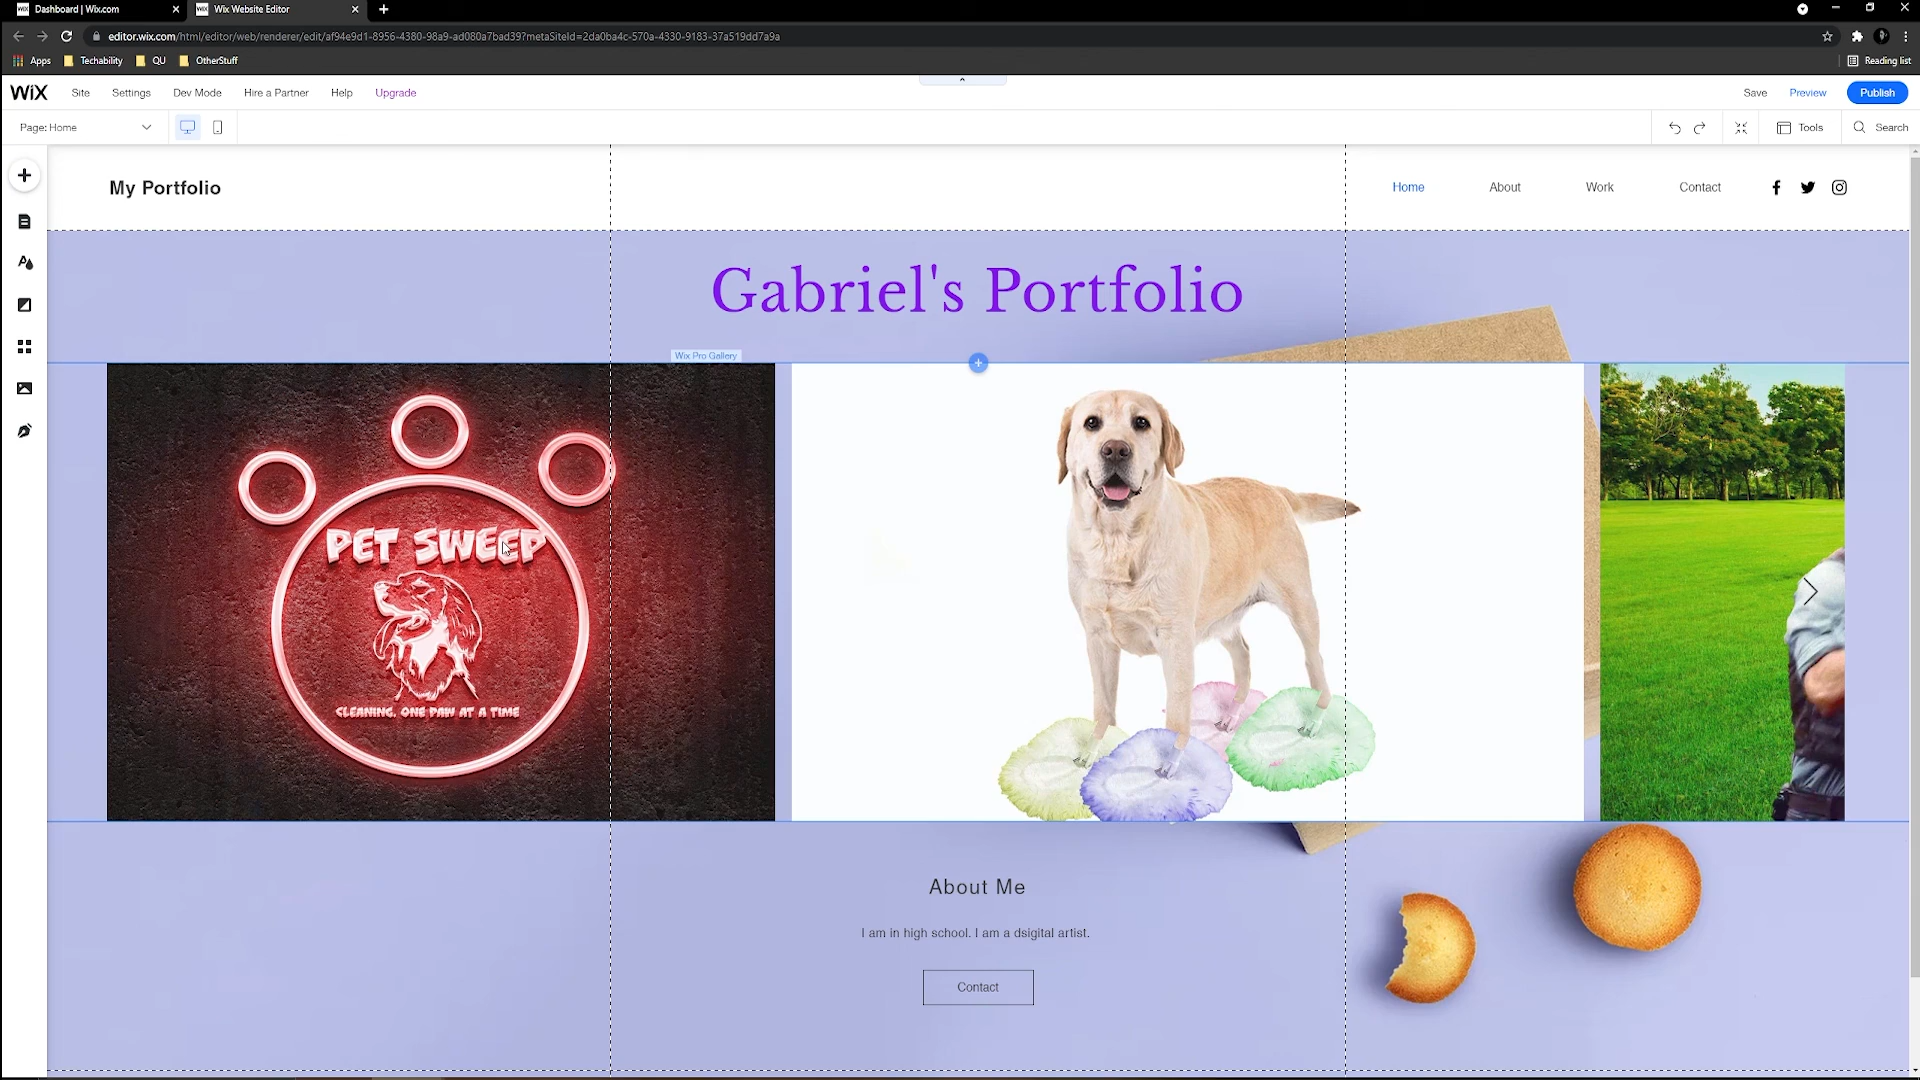 Dashboard | Wix.com
Wix Website Editor
editor.wix.com/html/editor/web/renderer/edit/af94e9d1-8956-4380-98a9-ad080a7bad39?metaSiteId=2da0ba4c-570a-4330-9183-37a519dd7a9a
Apps Techability QU OtherStuff Reading list
WiX Site Settings Dev Mode Hire a Partner Help Upgrade Save Preview Publish
Page: Home Tools Search
My Portfolio Home About Work Contact
Gabriel's Portfolio
Wix Pro Gallery
PET SWEEP
CLEANING, ONE PAW AT A TIME
About Me
I am in high school. I am a dsigital artist.
Contact